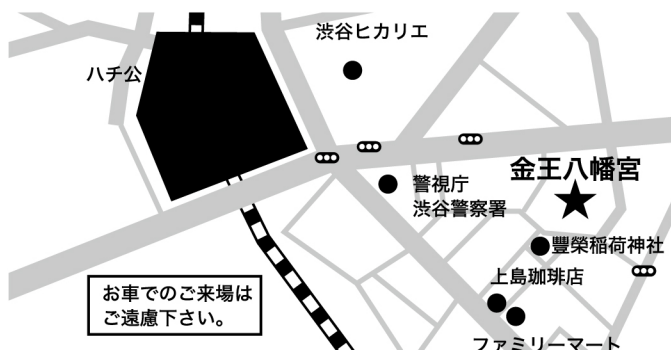 渋谷ヒカリエ
ハチ公
金王八幡宮
警視庁
渋谷警察署
豐榮稲荷神社
上島珈琲店
お車でのご来場は
ご遠慮下さい。
ファミリーマート